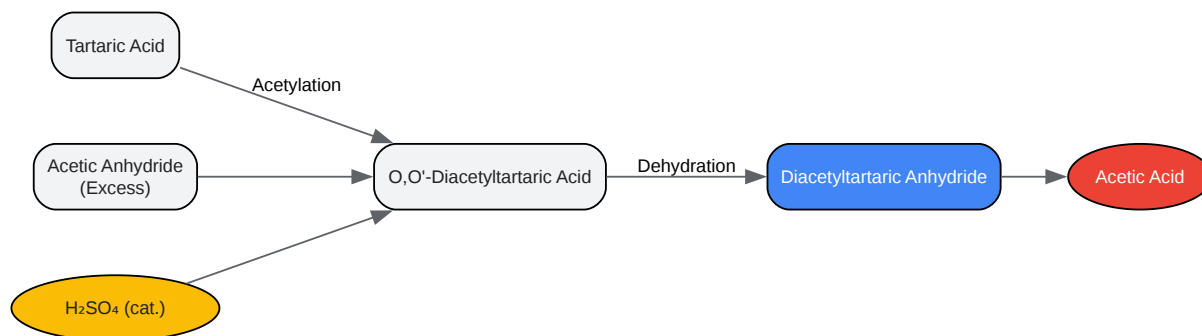 Tartaric Acid
Acetylation
Acetic Anhydride
(Excess)
O,O'-Diacetyltartaric Acid
Dehydration
Diacetyltartaric Anhydride
Acetic Acid
H₂SO₄ (cat.)